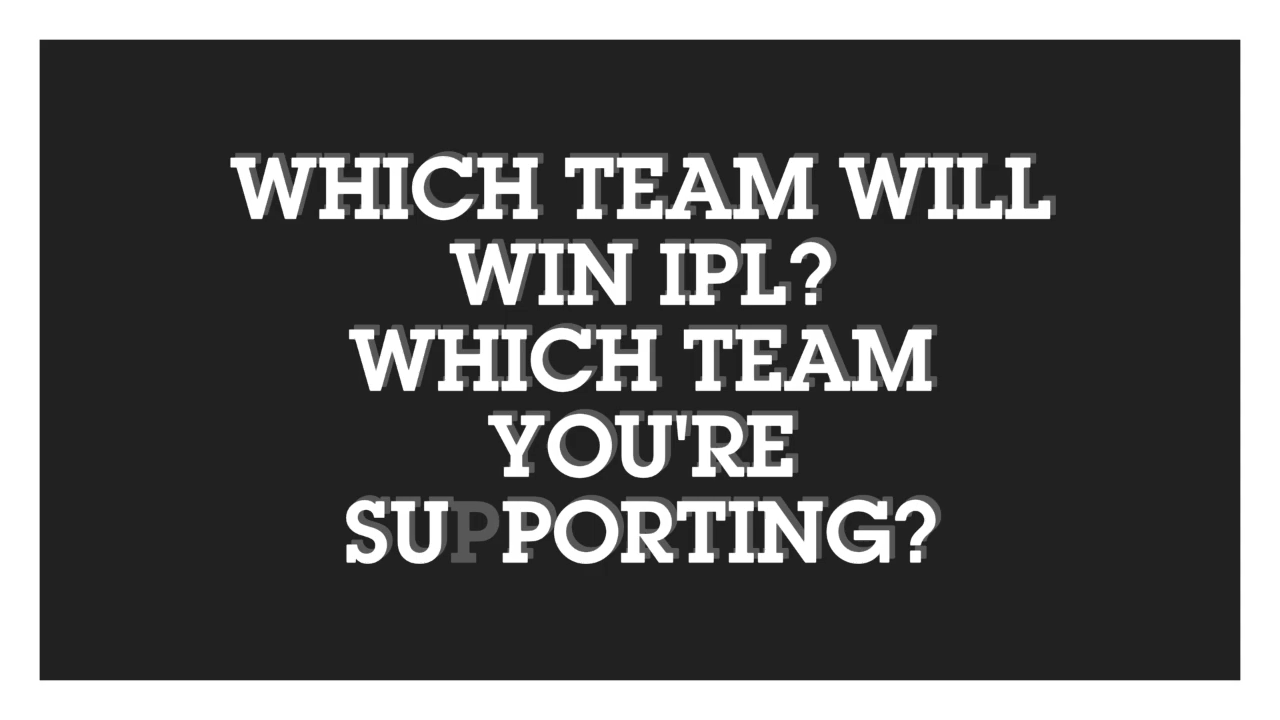 WHICH TEAM WILL
WIN IPL?
WHICH TEAM
YOU'RE
SUPPORTING?